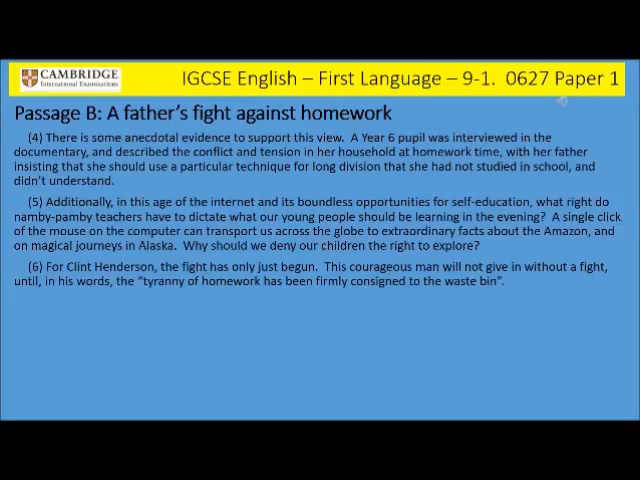 CAMBRIDGE
International Examinations
IGCSE English – First Language – 9-1.  0627 Paper 1
Passage B: A father's fight against homework
(4) There is some anecdotal evidence to support this view.  A Year 6 pupil was interviewed in the
documentary, and described the conflict and tension in her household at homework time, with her father
insisting that she should use a particular technique for long division that she had not studied in school, and
didn't understand.
(5) Additionally, in this age of the internet and its boundless opportunities for self-education, what right do
namby-pamby teachers have to dictate what our young people should be learning in the evening?  A single click
of the mouse on the computer can transport us across the globe to extraordinary facts about the Amazon, and
on magical journeys in Alaska.  Why should we deny our children the right to explore?
(6) For Clint Henderson, the fight has only just begun.  This courageous man will not give in without a fight,
until, in his words, the "tyranny of homework has been firmly consigned to the waste bin".